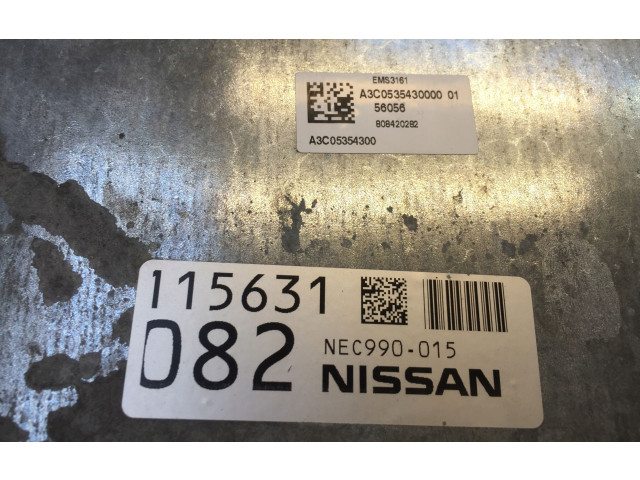 EMS3161
A3C0535430000 01
56056
808420282
A3C05354300
115631
D82
NEC990-015
NISSAN